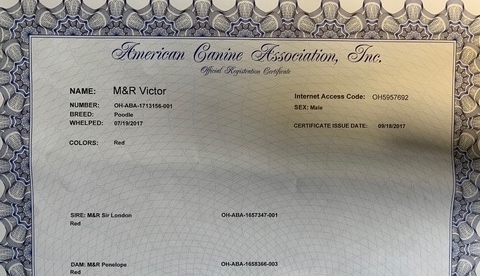 American Canine Association, Inc.
Official Registration Certificate
NAME: M&R Victor
NUMBER: OH-ABA-1713156-001
BREED: Poodle
WHELPED: 07/19/2017
COLORS: Red
Internet Access Code: OH5957692
SEX: Male
CERTIFICATE ISSUE DATE: 09/18/2017
SIRE: M&R Sir London OH-ABA-1657347-001
Red
DAM: M&R Penelope OH-ABA-1658366-003
Red